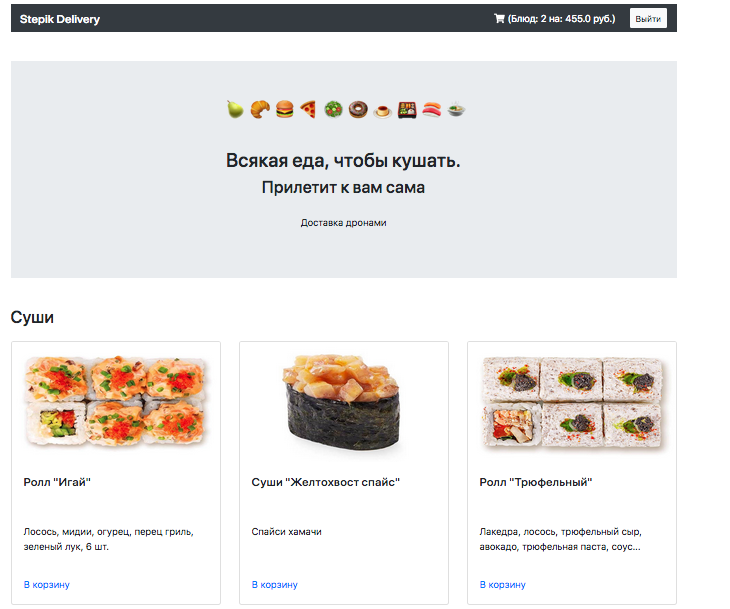 Stepik Delivery
(Блюд: 2 на: 455.0 руб.)
Выйти
Всякая еда, чтобы кушать.
Прилетит к вам сама
Доставка дронами
Суши
Ролл "Игай"
Лосось, мидии, огурец, перец гриль,
зеленый лук, 6 шт.
В корзину
Суши "Желтохвост спайс"
Спайси хамачи
В корзину
Ролл "Трюфельный"
Лакедра, лосось, трюфельный сыр,
авокадо, трюфельная паста, соус...
В корзину